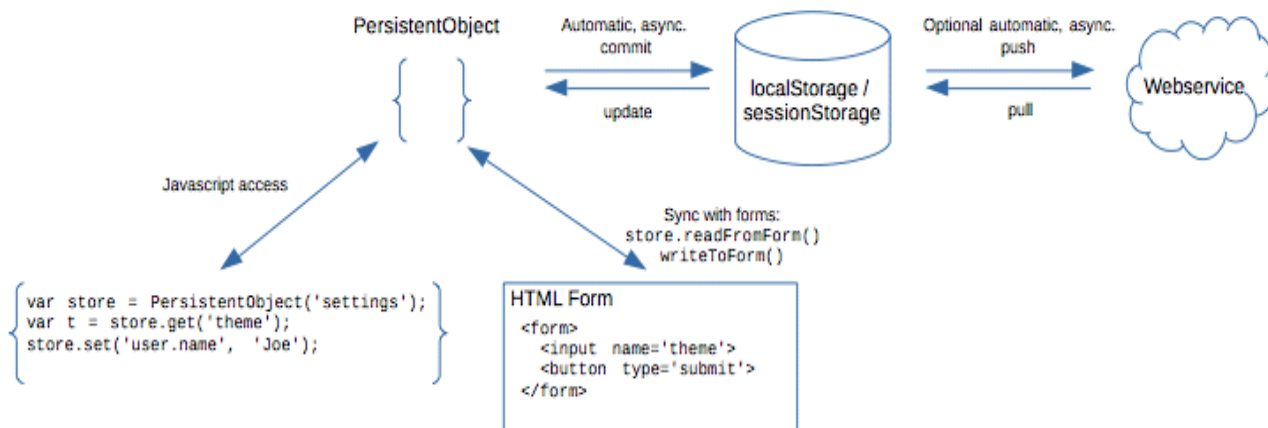 PersistentObject
{ }
Automatic, async.
commit
update
localStorage /
sessionStorage
Optional automatic, async.
push
pull
Webservice
Javascript access
Sync with forms:
store.readFromForm()
writeToForm()
var store = PersistentObject('settings');
var t = store.get('theme');
store.set('user.name', 'Joe');
HTML Form
<form>
<input name='theme'>
<button type='submit'>
</form>